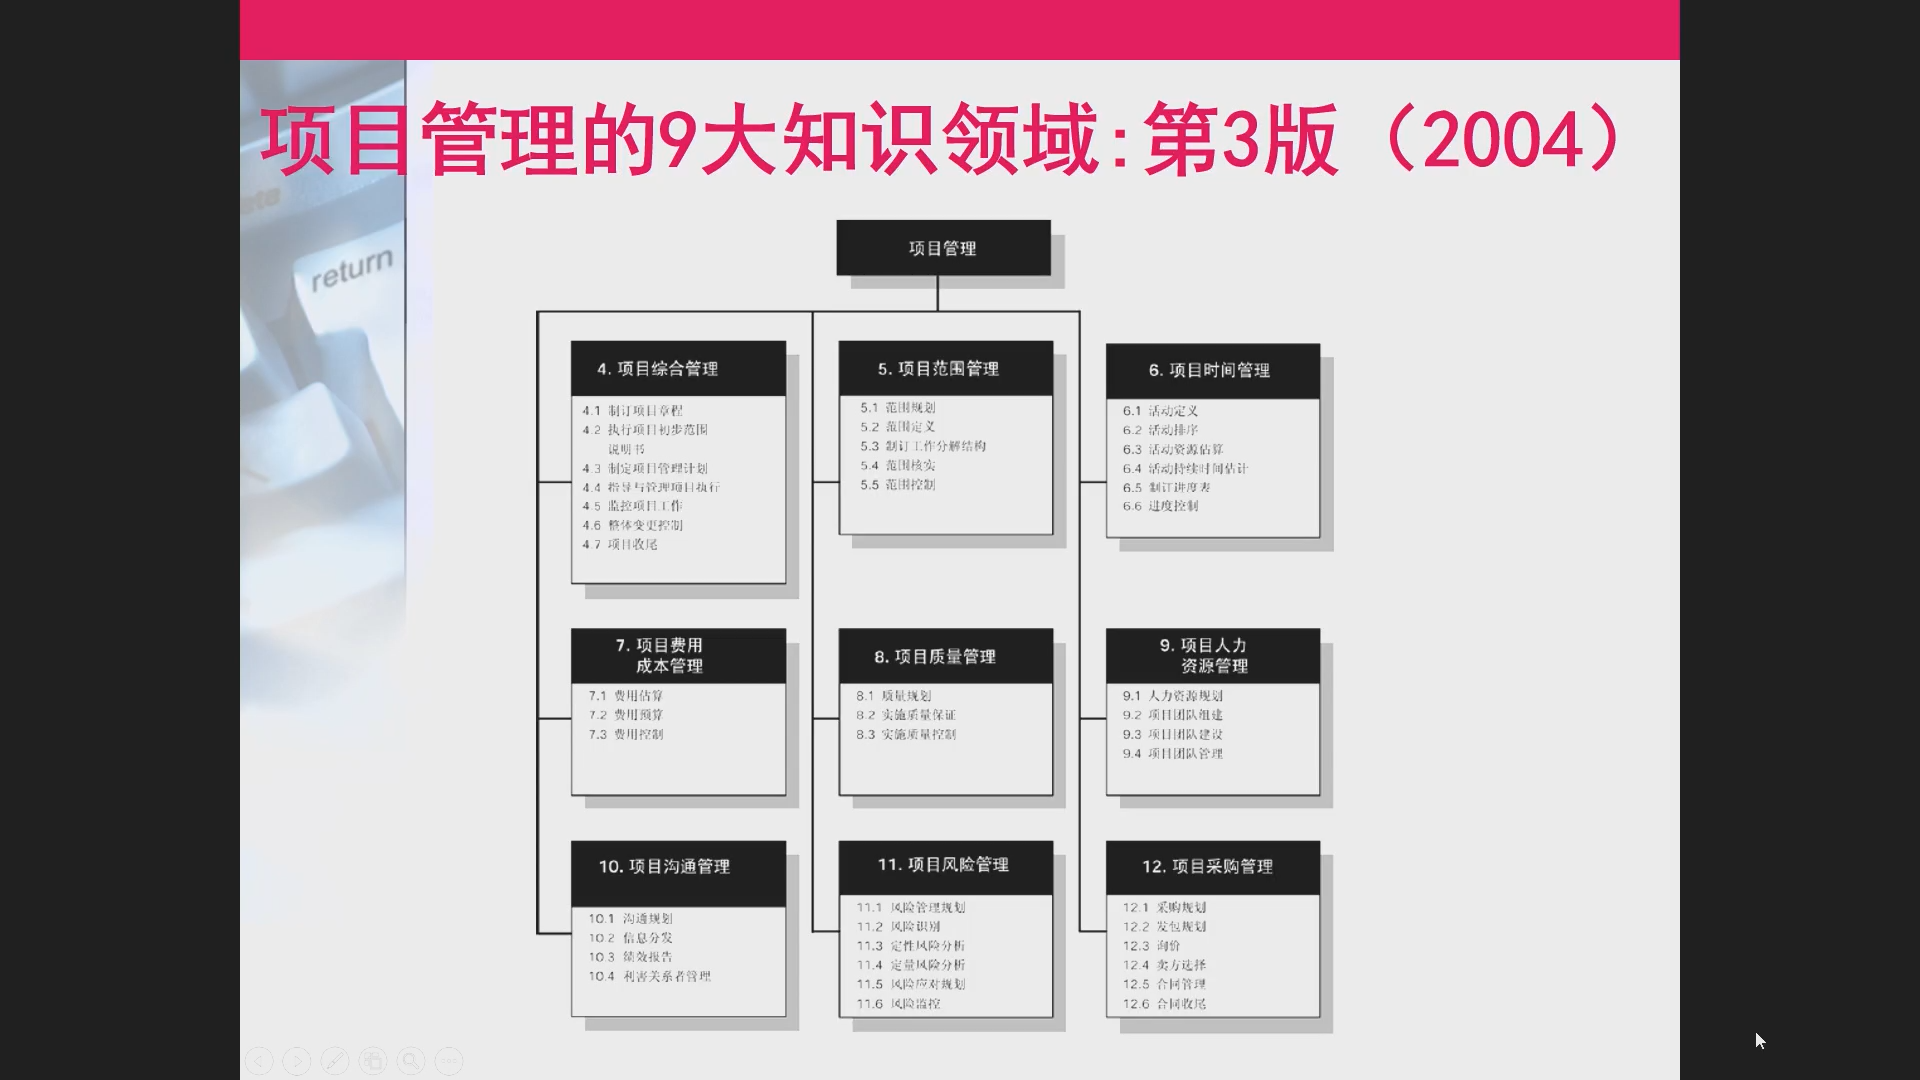 项目管理的9大知识领域:第3版（2004）
return
项目管理
4. 项目综合管理
4.1 制订项目章程
4.2 执行项目初步范围
说明书
4.3 制定项目管理计划
4.4 指导与管理项目执行
4.5 监控项目工作
4.6 整体变更控制
4.7 项目收尾
5. 项目范围管理
5.1 范围规划
5.2 范围定义
5.3 制订工作分解结构
5.4 范围核实
5.5 范围控制
6. 项目时间管理
6.1 活动定义
6.2 活动排序
6.3 活动资源估算
6.4 活动持续时间估计
6.5 制订进度表
6.6 进度控制
7. 项目费用
成本管理
7.1 费用估算
7.2 费用预算
7.3 费用控制
8. 项目质量管理
8.1 质量规划
8.2 实施质量保证
8.3 实施质量控制
9. 项目人力
资源管理
9.1 人力资源规划
9.2 项目团队组建
9.3 项目团队建设
9.4 项目团队管理
10. 项目沟通管理
10.1 沟通规划
10.2 信息分发
10.3 绩效报告
10.4 利害关系者管理
11. 项目风险管理
11.1 风险管理规划
11.2 风险识别
11.3 定性风险分析
11.4 定量风险分析
11.5 风险应对规划
11.6 风险监控
12. 项目采购管理
12.1 采购规划
12.2 发包规划
12.3 询价
12.4 卖方选择
12.5 合同管理
12.6 合同收尾